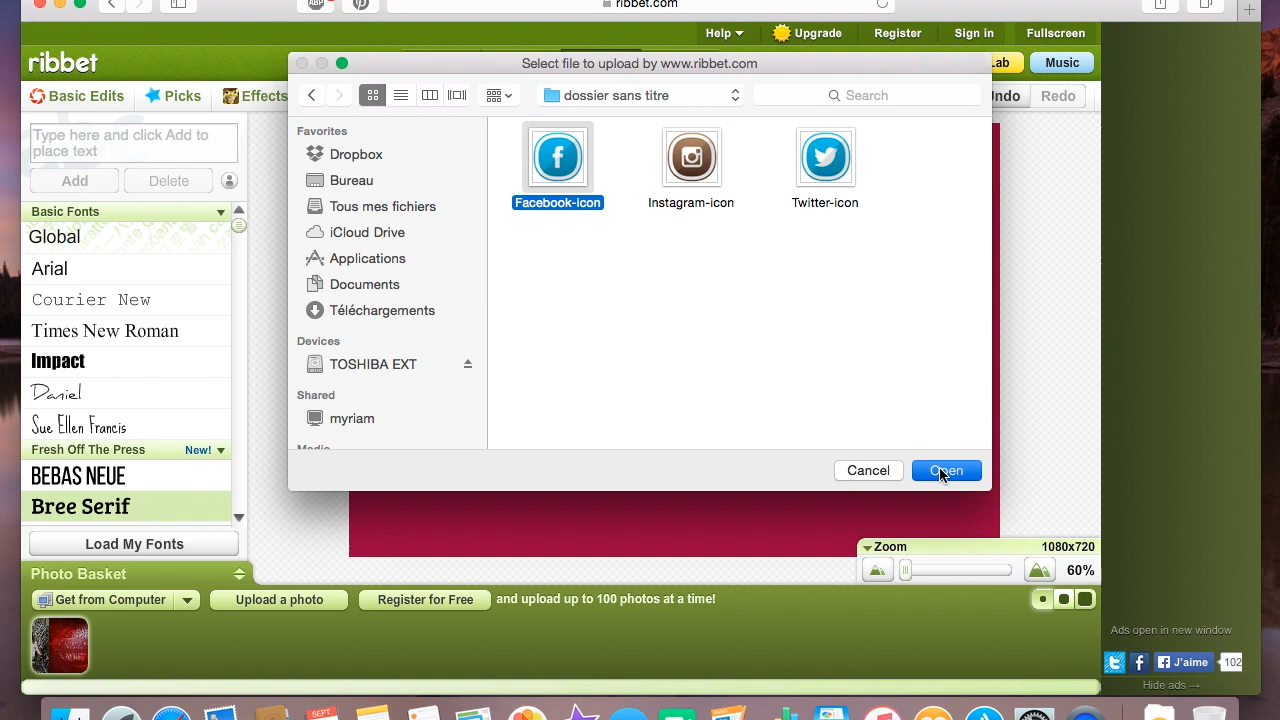 ABP
ribbet.com
Help
Upgrade
Register
Sign in
Fullscreen
ribbet
Select file to upload by www.ribbet.com
Lab
Music
Basic Edits
Picks
Effects
dossier sans titre
Search
Undo
Redo
Type here and click Add to
place text
Add
Delete
Favorites
Dropbox
Bureau
Tous mes fichiers
iCloud Drive
Applications
Documents
Téléchargements
Devices
TOSHIBA EXT
Shared
myriam
Media
Facebook-icon
Instagram-icon
Twitter-icon
Basic Fonts
Global
Arial
Courier New
Times New Roman
Impact
Daniel
Sue Ellen Francis
Fresh Off The Press
New!
BEBAS NEUE
Bree Serif
Load My Fonts
Cancel
Open
Zoom
1080x720
60%
Photo Basket
Get from Computer
Upload a photo
Register for Free
and upload up to 100 photos at a time!
Ads open in new window
J'aime
102
Hide ads →
SEPT.